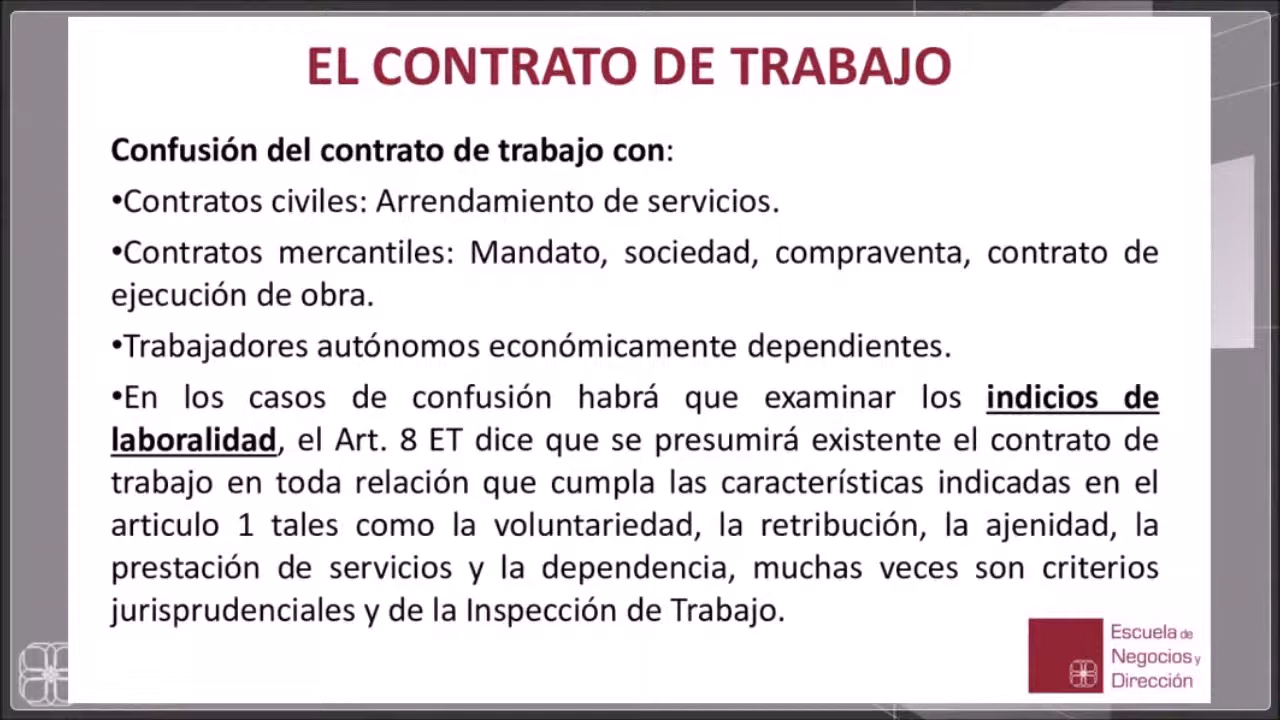 EL CONTRATO DE TRABAJO
Confusión del contrato de trabajo con:
•Contratos civiles: Arrendamiento de servicios.
•Contratos mercantiles: Mandato, sociedad, compraventa, contrato de
ejecución de obra.
•Trabajadores autónomos económicamente dependientes.
•En los casos de confusión habrá que examinar los indicios de
laboralidad, el Art. 8 ET dice que se presumirá existente el contrato de
trabajo en toda relación que cumpla las características indicadas en el
articulo 1 tales como la voluntariedad, la retribución, la ajenidad, la
prestación de servicios y la dependencia, muchas veces son criterios
jurisprudenciales y de la Inspección de Trabajo.
Escuela de
Negocios y
Dirección